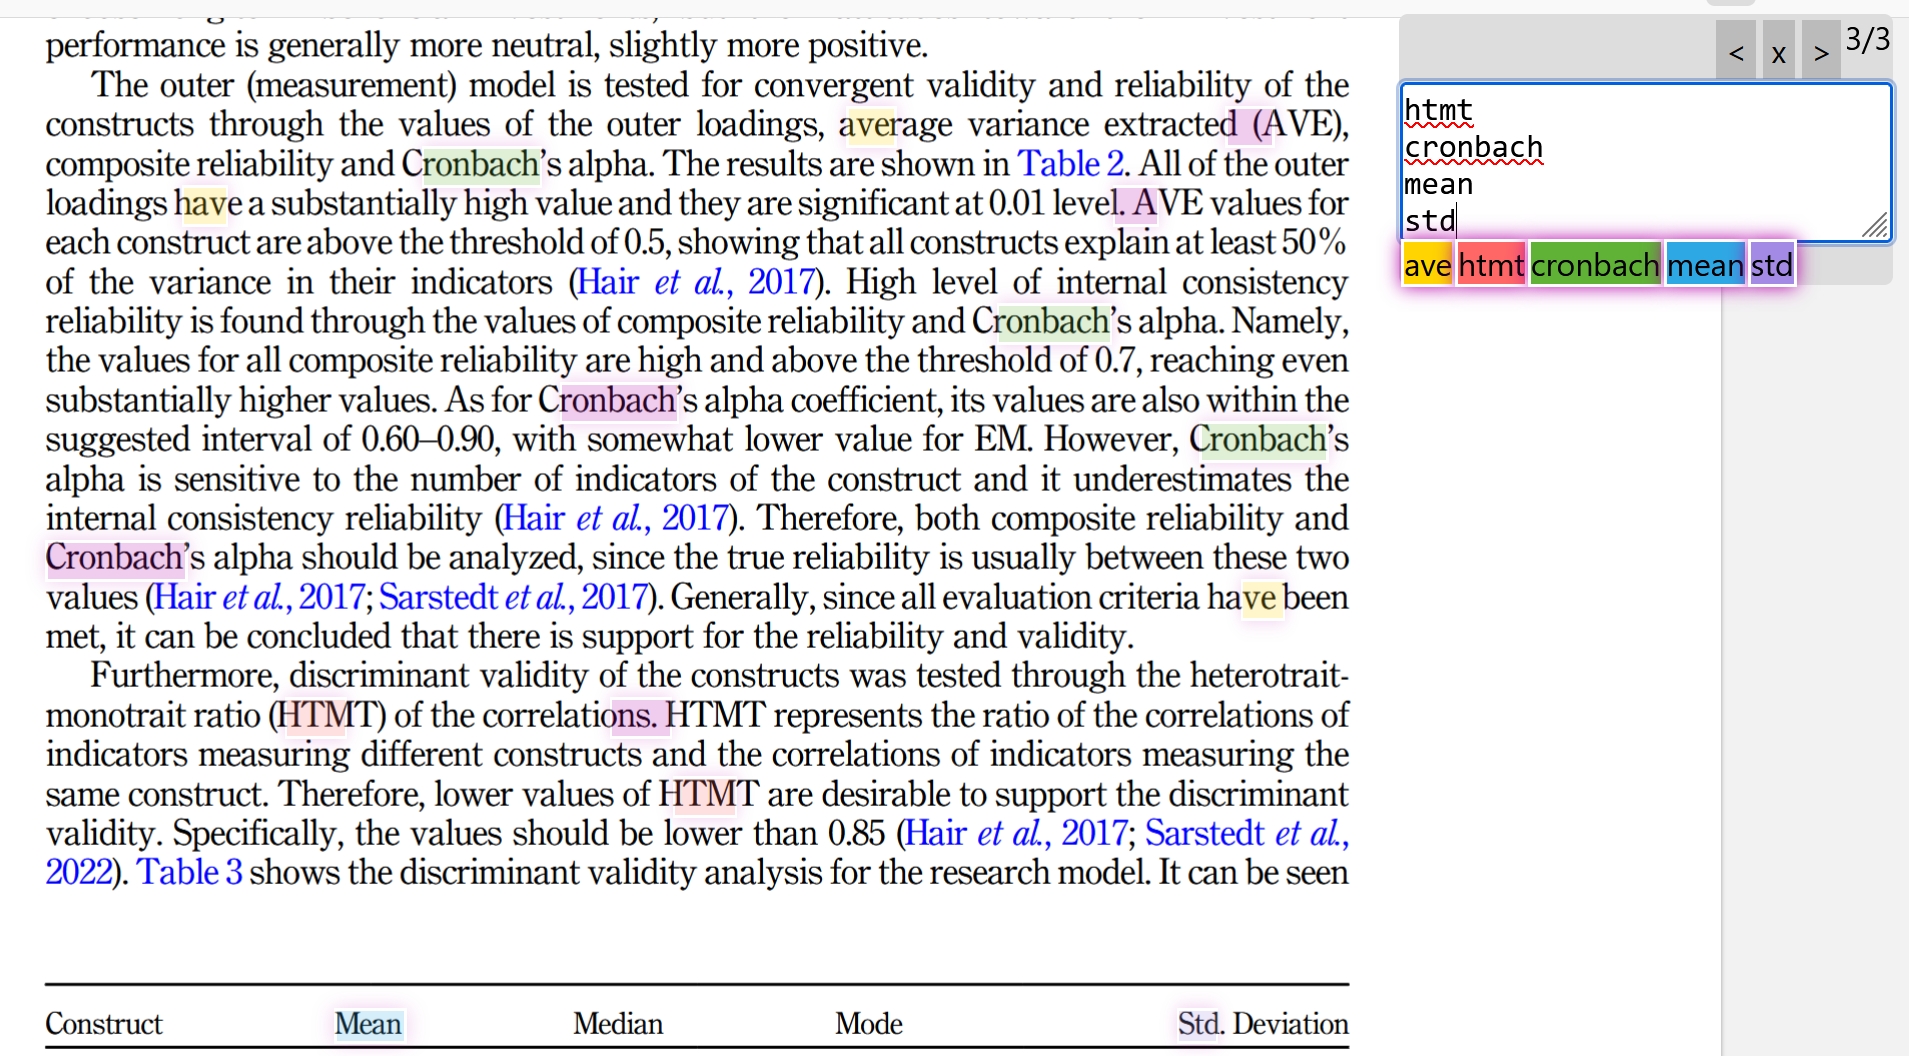 performance is generally more neutral, slightly more positive.
The outer (measurement) model is tested for convergent validity and reliability of the
constructs through the values of the outer loadings, average variance extracted (AVE),
composite reliability and Cronbach’s alpha. The results are shown in Table 2. All of the outer
loadings have a substantially high value and they are significant at 0.01 level. AVE values for
each construct are above the threshold of 0.5, showing that all constructs explain at least 50%
of the variance in their indicators (Hair et al., 2017). High level of internal consistency
reliability is found through the values of composite reliability and Cronbach’s alpha. Namely,
the values for all composite reliability are high and above the threshold of 0.7, reaching even
substantially higher values. As for Cronbach’s alpha coefficient, its values are also within the
suggested interval of 0.60–0.90, with somewhat lower value for EM. However, Cronbach’s
alpha is sensitive to the number of indicators of the construct and it underestimates the
internal consistency reliability (Hair et al., 2017). Therefore, both composite reliability and
Cronbach’s alpha should be analyzed, since the true reliability is usually between these two
values (Hair et al., 2017; Sarstedt et al., 2017). Generally, since all evaluation criteria have been
met, it can be concluded that there is support for the reliability and validity.
Furthermore, discriminant validity of the constructs was tested through the heterotrait-
monotrait ratio (HTMT) of the correlations. HTMT represents the ratio of the correlations of
indicators measuring different constructs and the correlations of indicators measuring the
same construct. Therefore, lower values of HTMT are desirable to support the discriminant
validity. Specifically, the values should be lower than 0.85 (Hair et al., 2017; Sarstedt et al.,
2022). Table 3 shows the discriminant validity analysis for the research model. It can be seen
Construct Mean Median Mode Std. Deviation
< x > 3/3
htmt
cronbach
mean
std
ave htmt cronbach mean std